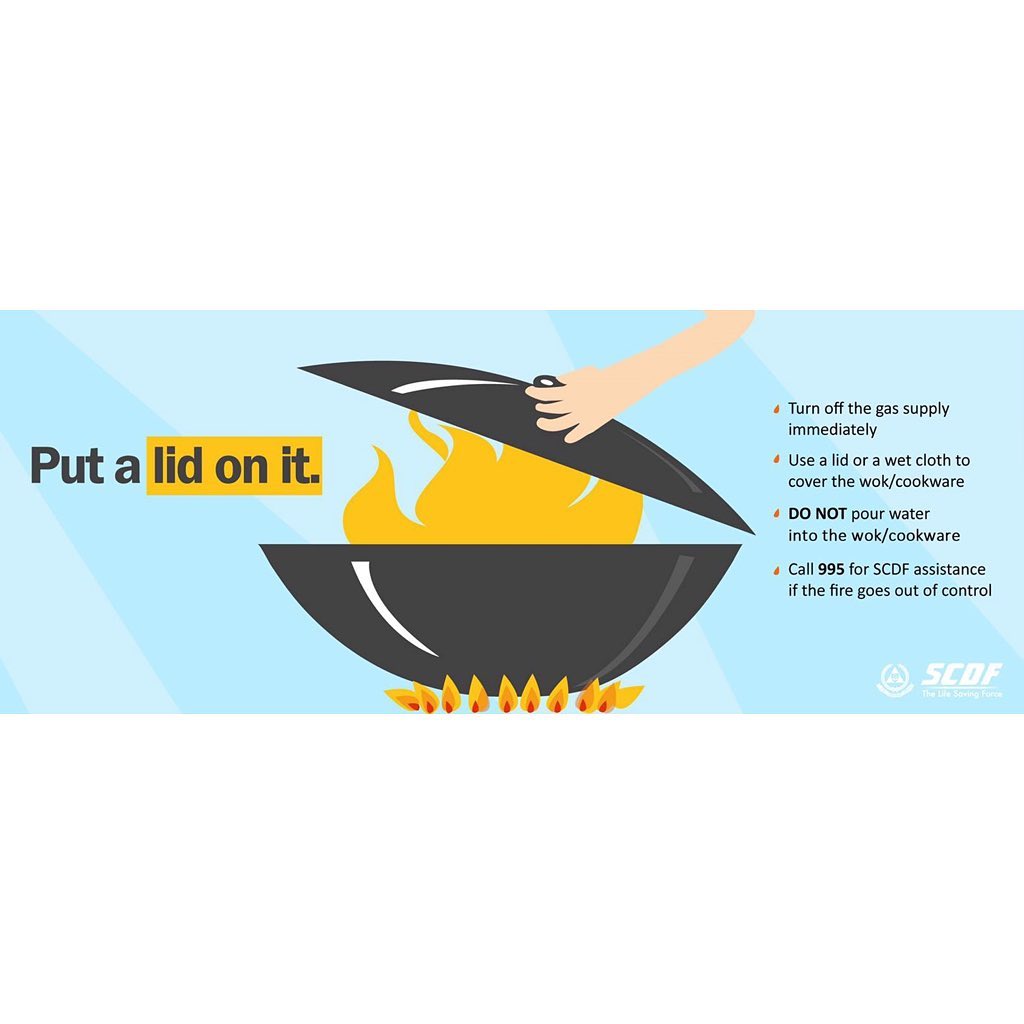 Put a lid on it.
Turn off the gas supply
immediately
Use a lid or a wet cloth to
cover the wok/cookware
DO NOT pour water
into the wok/cookware
Call 995 for SCDF assistance
if the fire goes out of control
SCDF
The Life Saving Force